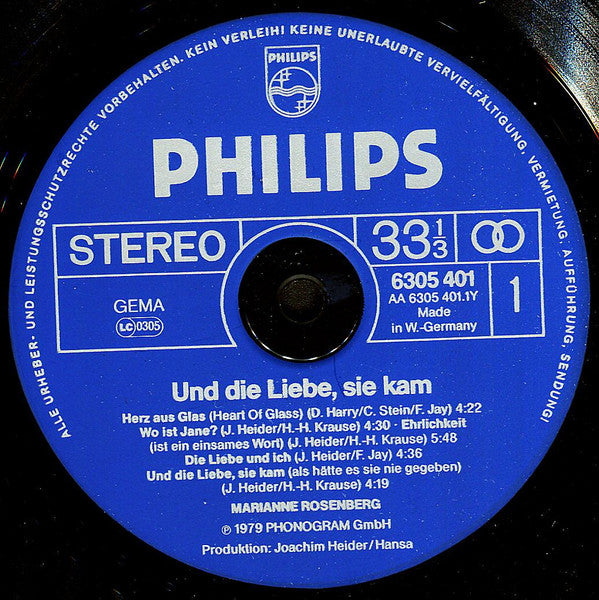 ALLE URHEBER- UND LEISTUNGSSCHUTZRECHTE VORBEHALTEN. KEIN VERLEIH! KEINE UNERLAUBTE VERVIELFÄLTIGUNG, VERMIETUNG, AUFFÜHRUNG, SENDUNG!
PHILIPS
PHILIPS
STEREO
33 1/3
GEMA
LC 0305
6305 401
AA 6305 401.1Y
Made
in W.-Germany
1
Und die Liebe, sie kam
Herz aus Glas (Heart Of Glass) (D. Harry/C. Stein/F. Jay) 4:22
Wo ist Jane? (J. Heider/H.-H. Krause) 4:30 · Ehrlichkeit
(ist ein einsames Wort) (J. Heider/H.-H. Krause) 5:48
Die Liebe und ich (J. Heider/F. Jay) 4:36
Und die Liebe, sie kam (als hätte es sie nie gegeben)
(J. Heider/H.-H. Krause) 4:19
MARIANNE ROSENBERG
℗ 1979 PHONOGRAM GmbH
Produktion: Joachim Heider/Hansa